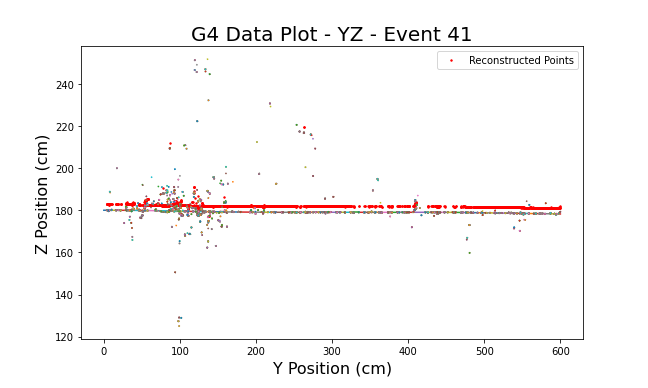 G4 Data Plot - YZ - Event 41
Reconstructed Points
Z Position (cm)
240
220
200
180
160
140
120
0 100 200 300 400 500 600
Y Position (cm)